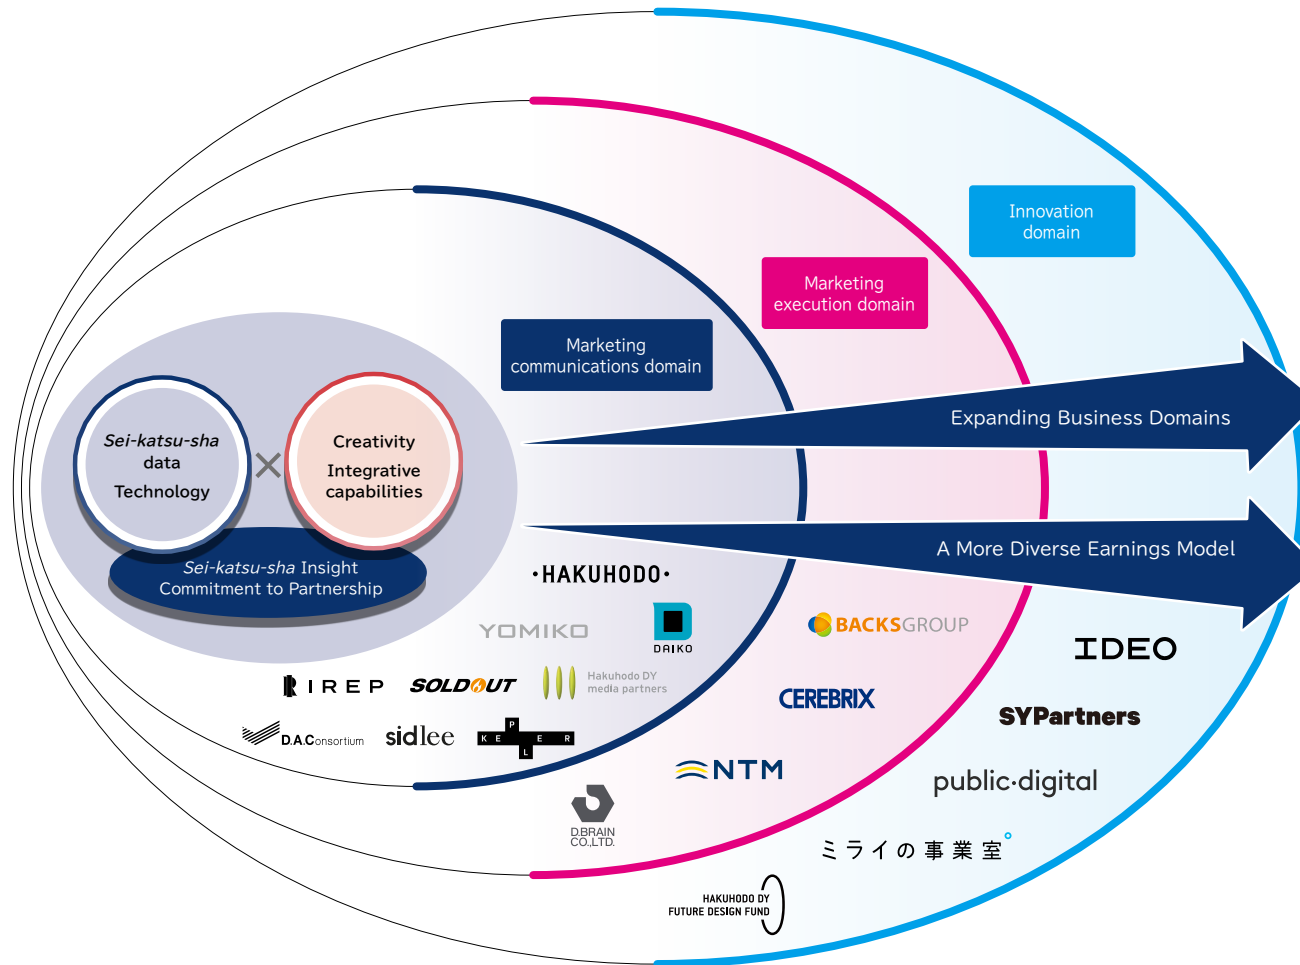 Innovation
domain
Marketing
execution domain
Marketing
communications domain
Sei-katsu-sha
data
Technology
×
Creativity
Integrative
capabilities
Sei-katsu-sha Insight
Commitment to Partnership
Expanding Business Domains
A More Diverse Earnings Model
・HAKUHODO・
YOMIKO
DAIKO
IREP
SOLDOUT
Hakuhodo DY
media partners
D.A.Consortium
sidlee
KEPLER
BACKSGROUP
CEREBRIX
NTM
D.BRAIN
CO.,LTD.
IDEO
SYPartners
public·digital
ミライの事業室°
HAKUHODO DY
FUTURE DESIGN FUND